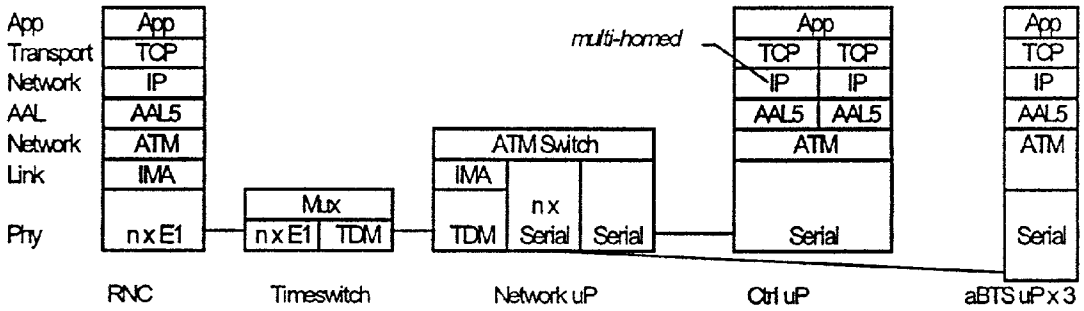 App App App App
Transport TCP multi-homed TCP TCP TCP
Network IP IP IP IP
AAL AAL5 AAL5 AAL5 AAL5
Network ATM ATM Switch ATM ATM
Link IMA IMA
Mux n x
Phy n x E1 n x E1 TDM TDM Serial Serial Serial Serial
RNC Timeswitch Network uP Ctrl uP aBTS uP x 3